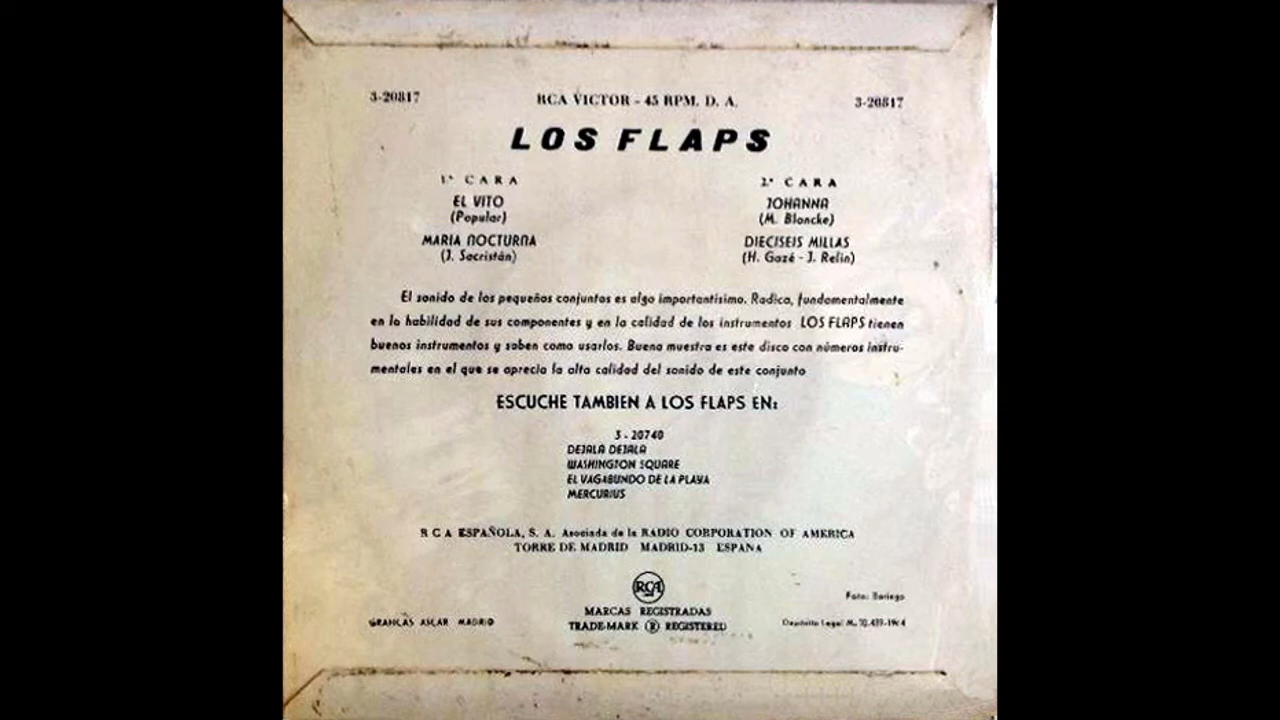 3-20817 RCA VICTOR - 45 RPM. D. A. 3-20817
LOS FLAPS
1ª CARA
EL VITO
(Popular)
MARIA NOCTURNA
(J. Sacristán)
2ª CARA
JOHANNA
(M. Bloncke)
DIECISEIS MILLAS
(H. Gazé - J. Relin)
El sonido de los pequeños conjuntos es algo importantísimo. Radica, fundamentalmente
en la habilidad de sus componentes y en la calidad de los instrumentos LOS FLAPS tienen
buenos instrumentos y saben como usarlos. Buena muestra es este disco con números instru-
mentales en el que se aprecia la alta calidad del sonido de este conjunto
ESCUCHE TAMBIEN A LOS FLAPS EN:
3 - 20740
DEJALA DEJALA
WASHINGTON SQUARE
EL VAGABUNDO DE LA PLAYA
MERCURIUS
RCA ESPAÑOLA, S. A. Asociada de la RADIO CORPORATION OF AMERICA
TORRE DE MADRID MADRID-13 ESPANA
RCA
MARCAS REGISTRADAS
TRADE-MARK ® REGISTERED
Foto:
ASCAR MADRID
Depósito Legal M.